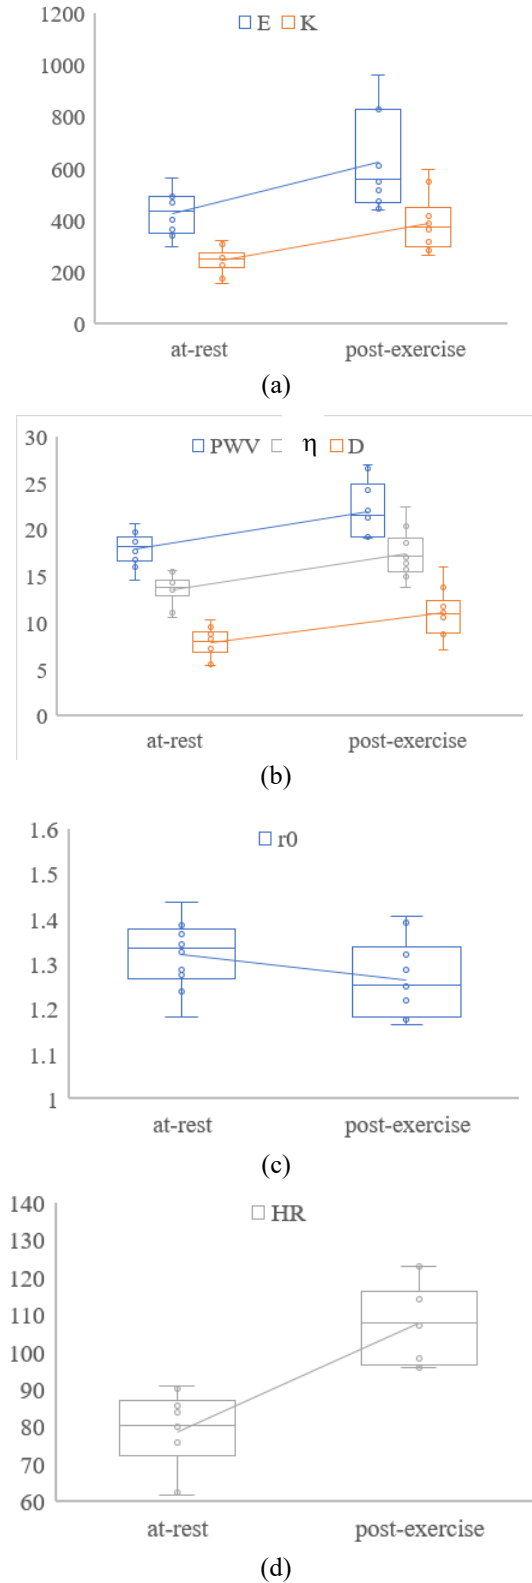 1200
E K
1000
800
600
400
200
0
at-rest post-exercise
(a)
30
PWV η D
25
20
15
10
5
0
at-rest post-exercise
(b)
1.6
r0
1.5
1.4
1.3
1.2
1.1
1
at-rest post-exercise
(c)
140
HR
130
120
110
100
90
80
70
60
at-rest post-exercise
(d)